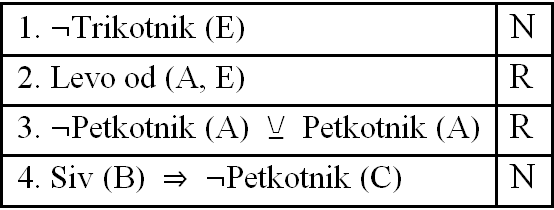 1. ¬Trikotnik (E) N
2. Levo od (A, E) R
3. ¬Petkotnik (A) ⊻ Petkotnik (A) R
4. Siv (B) ⇒ ¬Petkotnik (C) N